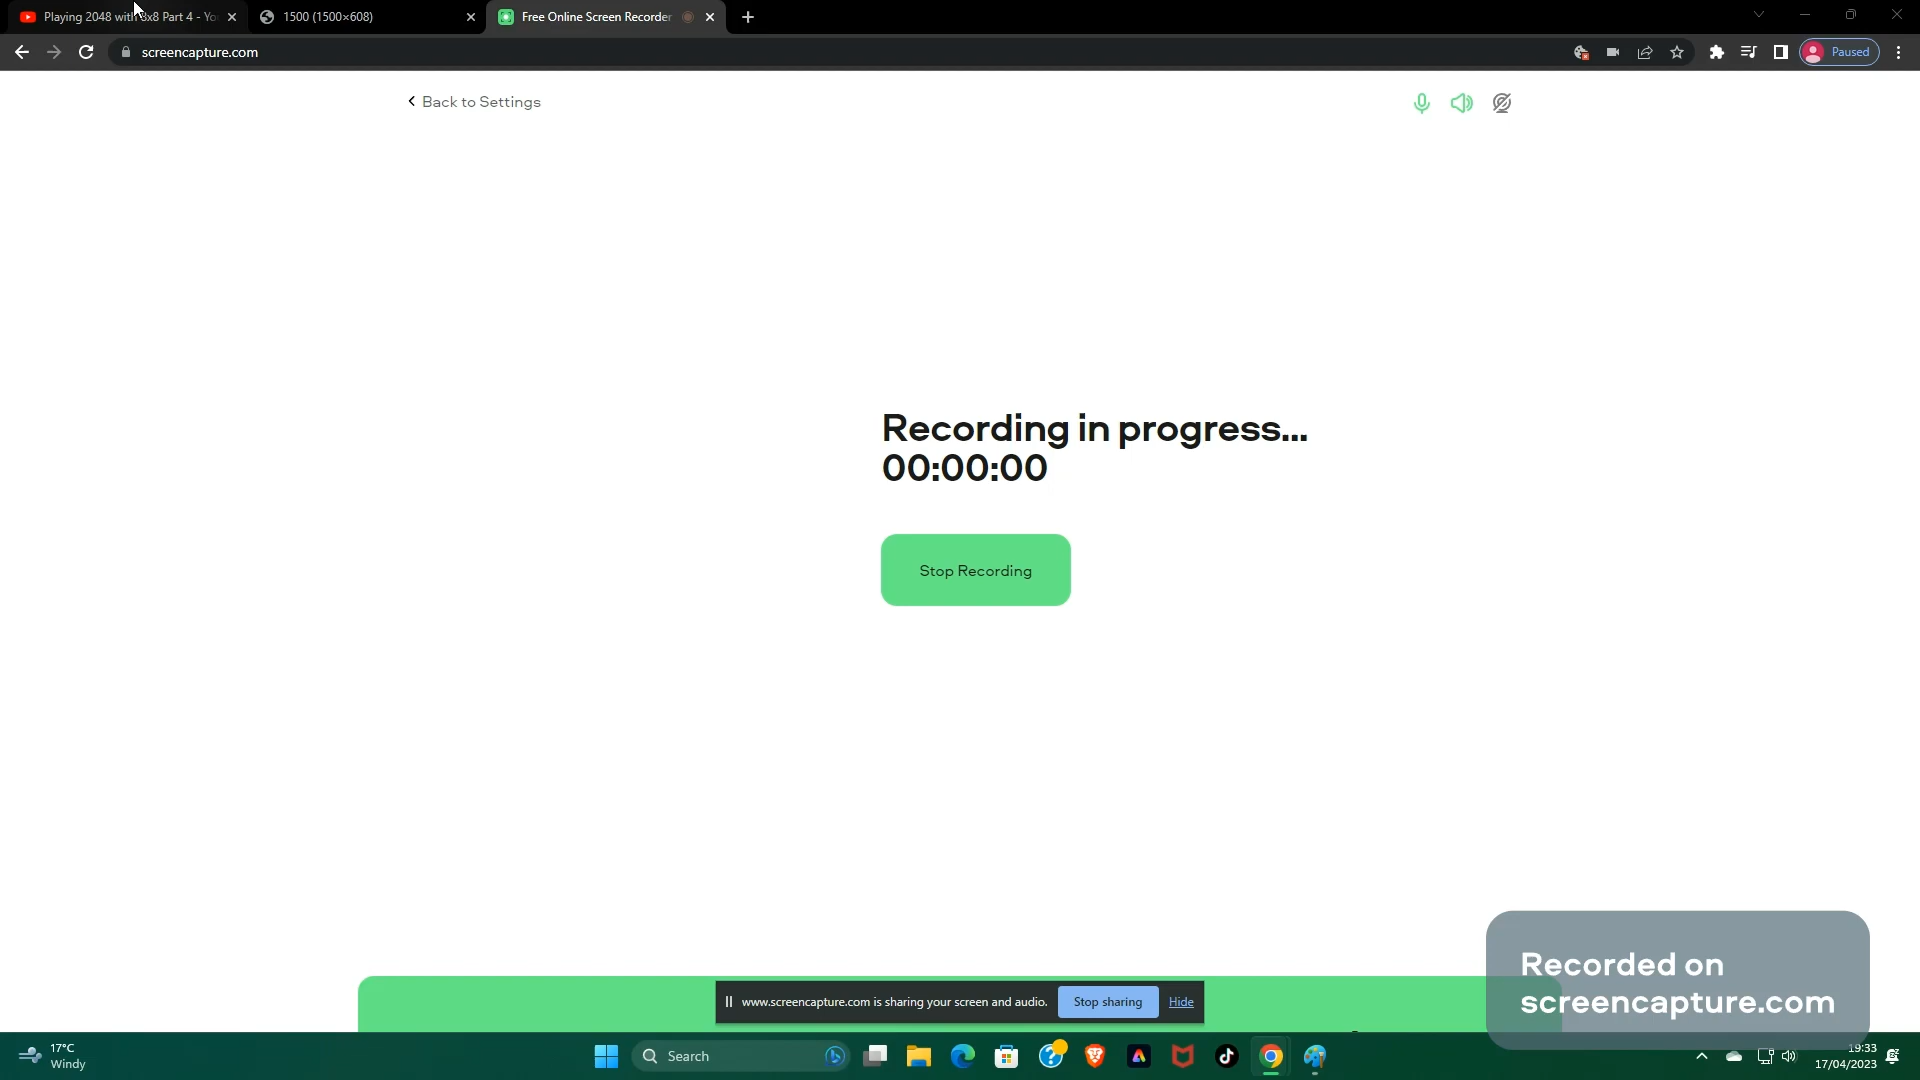 Playing 2048 with 8x8 Part 4 - Yo
1500 (1500×608)
Free Online Screen Recorder
screencapture.com
Paused
Back to Settings
Recording in progress...
00:00:00
Stop Recording
www.screencapture.com is sharing your screen and audio.
Stop sharing
Hide
Recorded on
screencapture.com
17°C
Windy
Search
19:33
17/04/2023